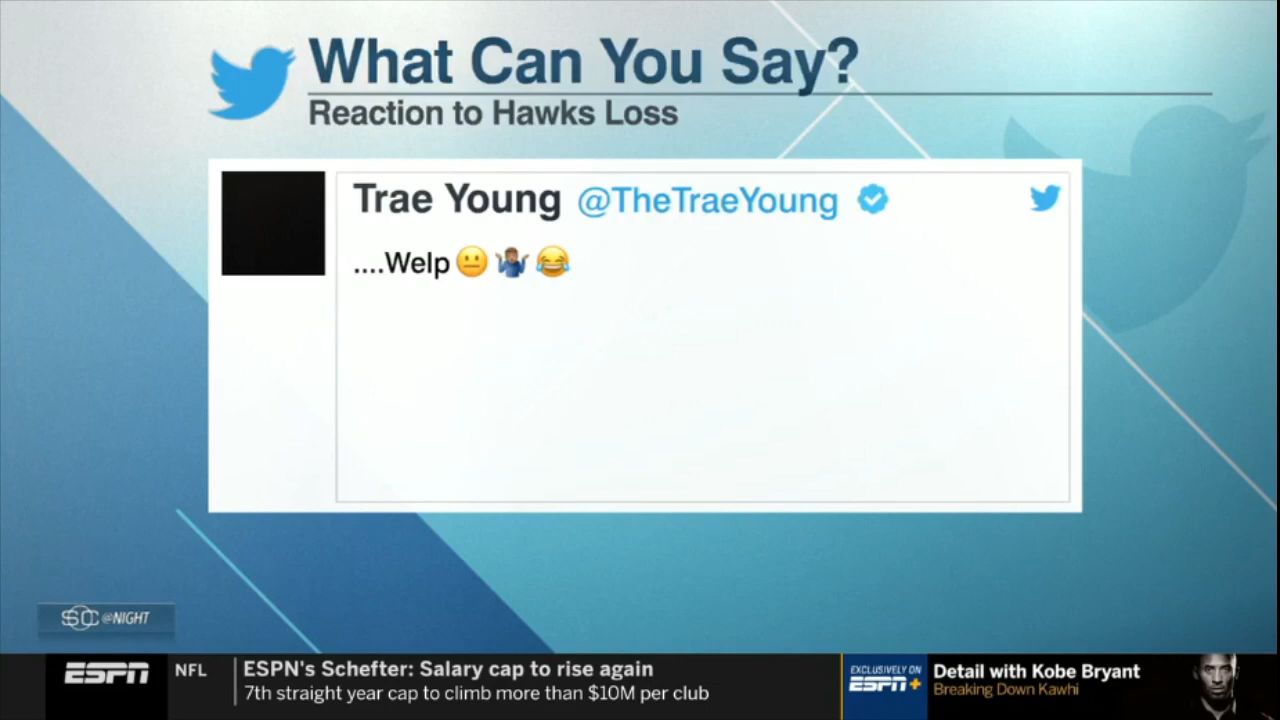 What Can You Say?
Reaction to Hawks Loss
Trae Young @TheTraeYoung
....Welp😐🤷🏽‍♂️😂
SC @NIGHT
ESPN
NFL
ESPN's Schefter: Salary cap to rise again
7th straight year cap to climb more than $10M per club
EXCLUSIVELY ON
ESPN+
Detail with Kobe Bryant
Breaking Down Kawhi